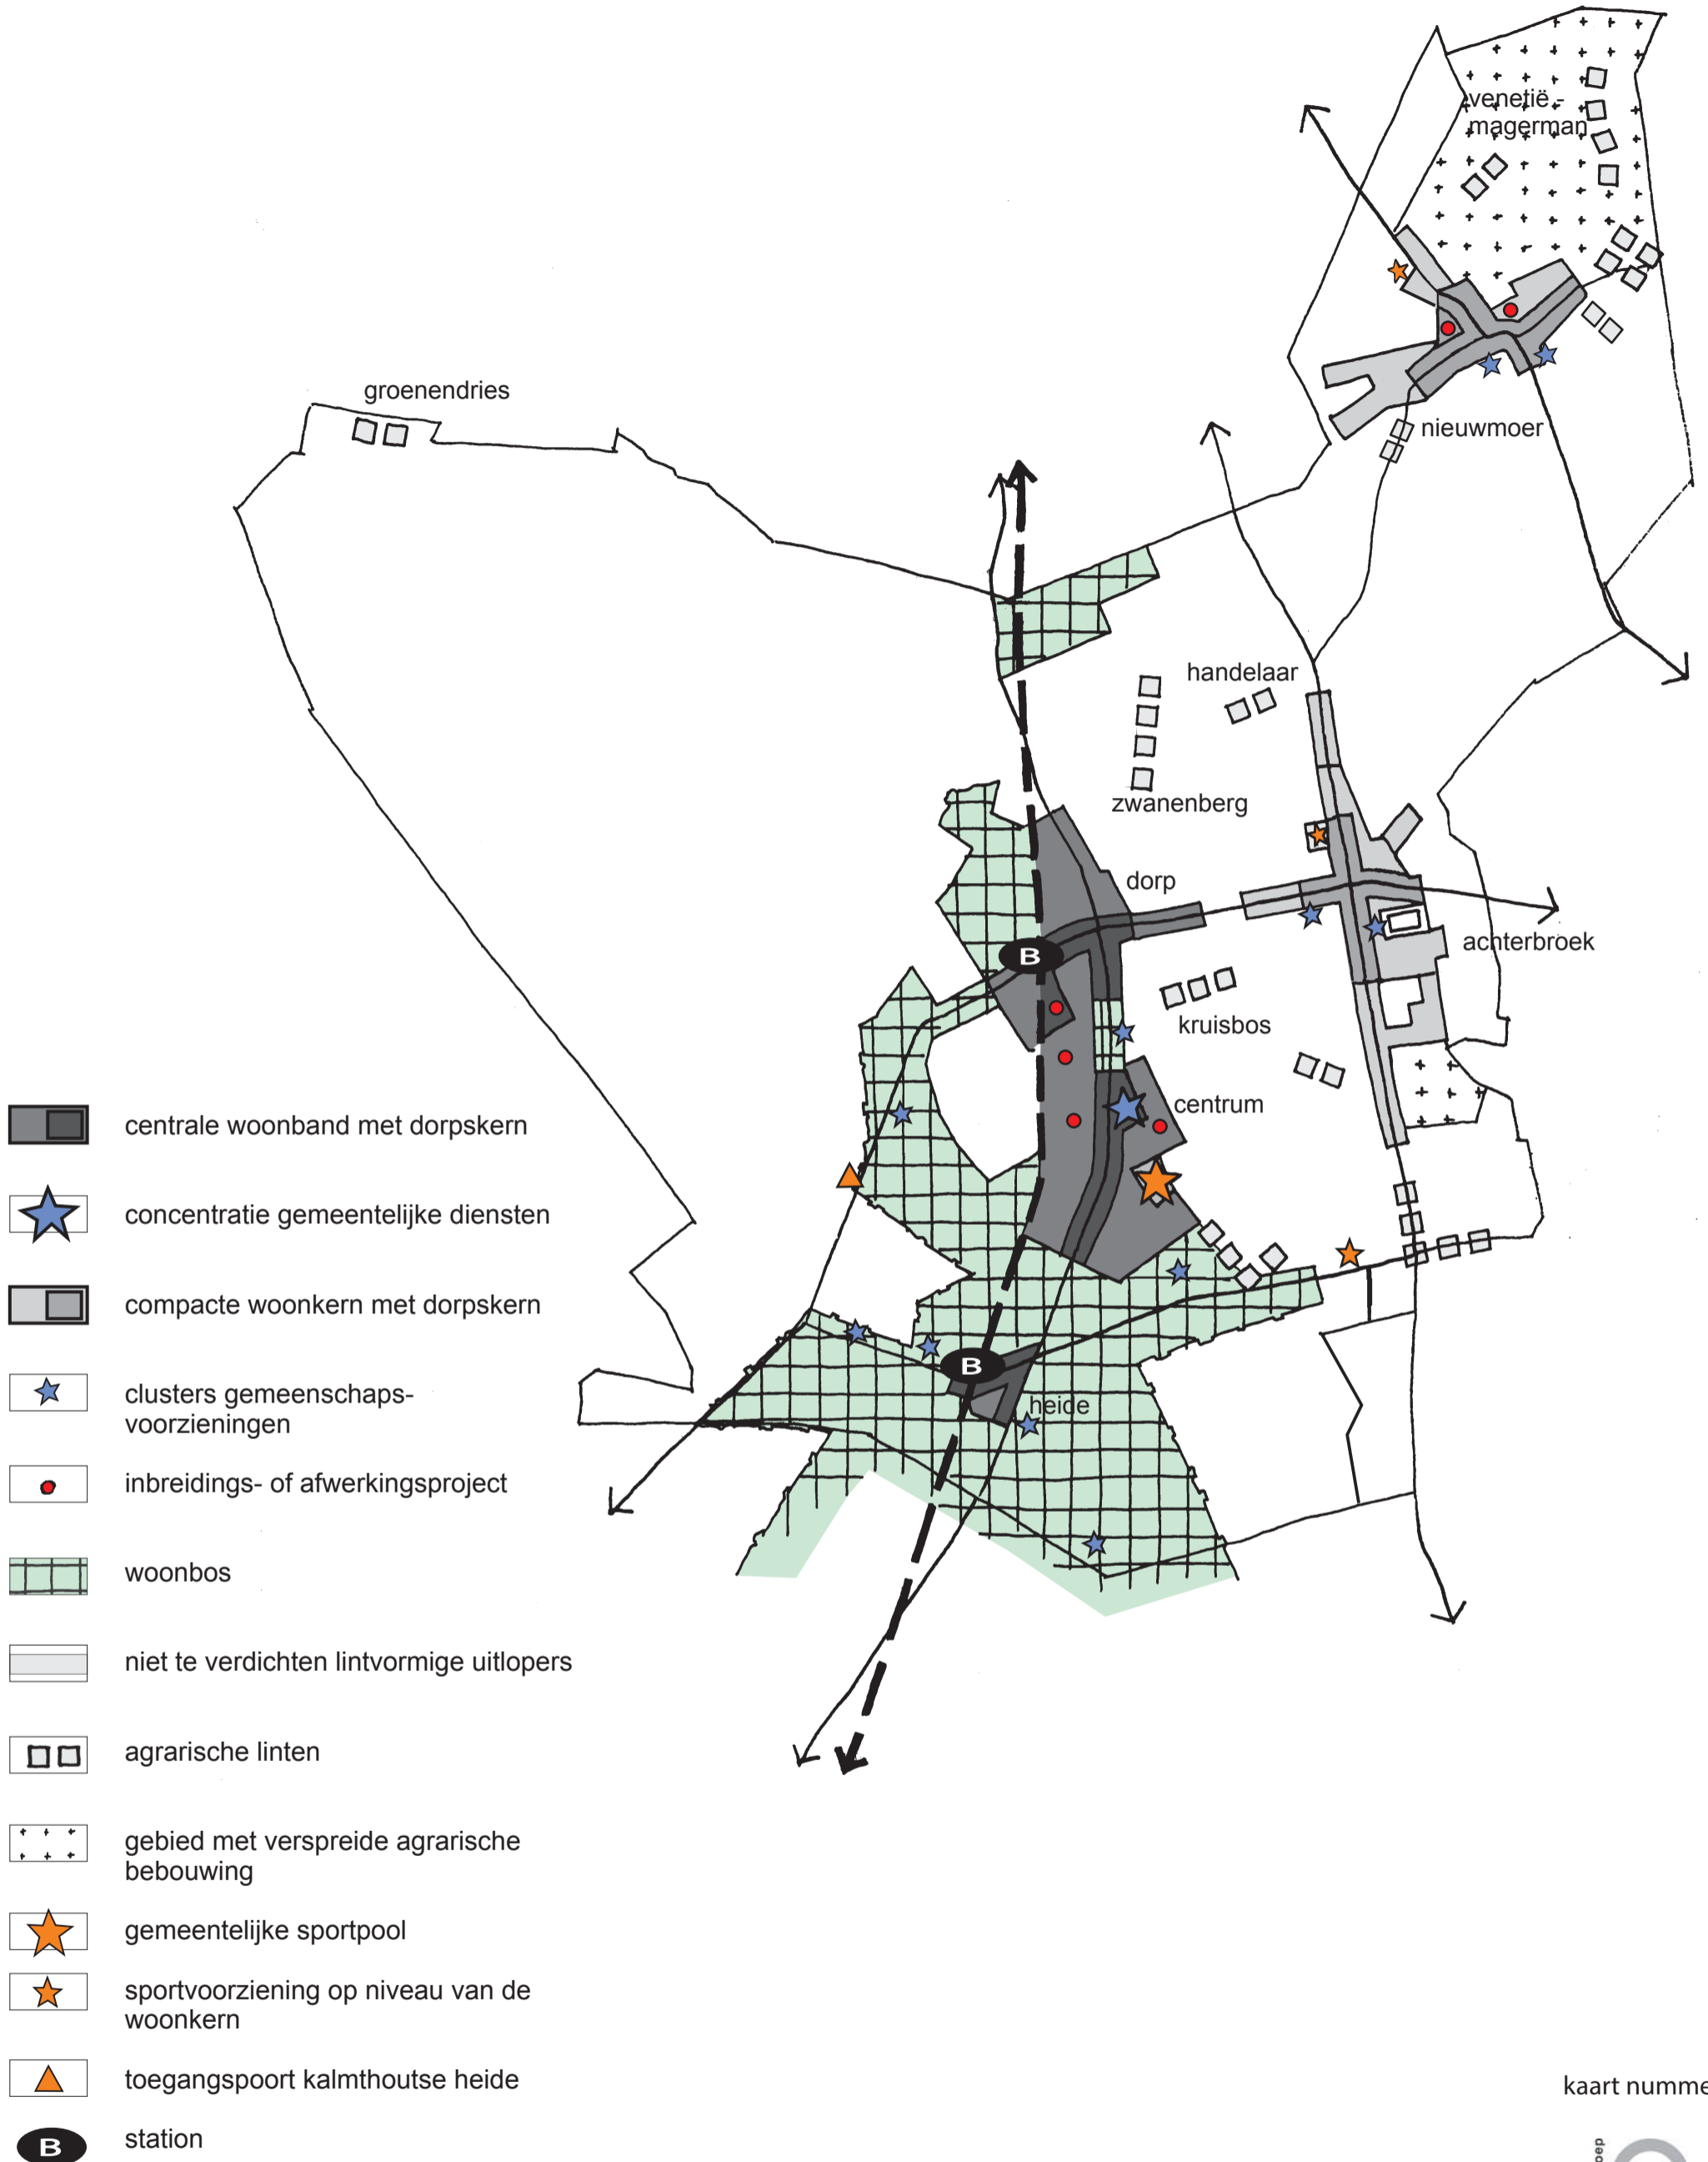 venetië -
magerman
groenendries
nieuwmoer
handelaar
zwanenberg
dorp
B
achterbroek
kruisbos
centrum
B
heide
centrale woonband met dorpskern
concentratie gemeentelijke diensten
compacte woonkern met dorpskern
clusters gemeenschaps-
voorzieningen
inbreidings- of afwerkingsproject
woonbos
niet te verdichten lintvormige uitlopers
agrarische linten
gebied met verspreide agrarische
bebouwing
gemeentelijke sportpool
sportvoorziening op niveau van de
woonkern
toegangspoort kalmthoutse heide
B station
kaart numme